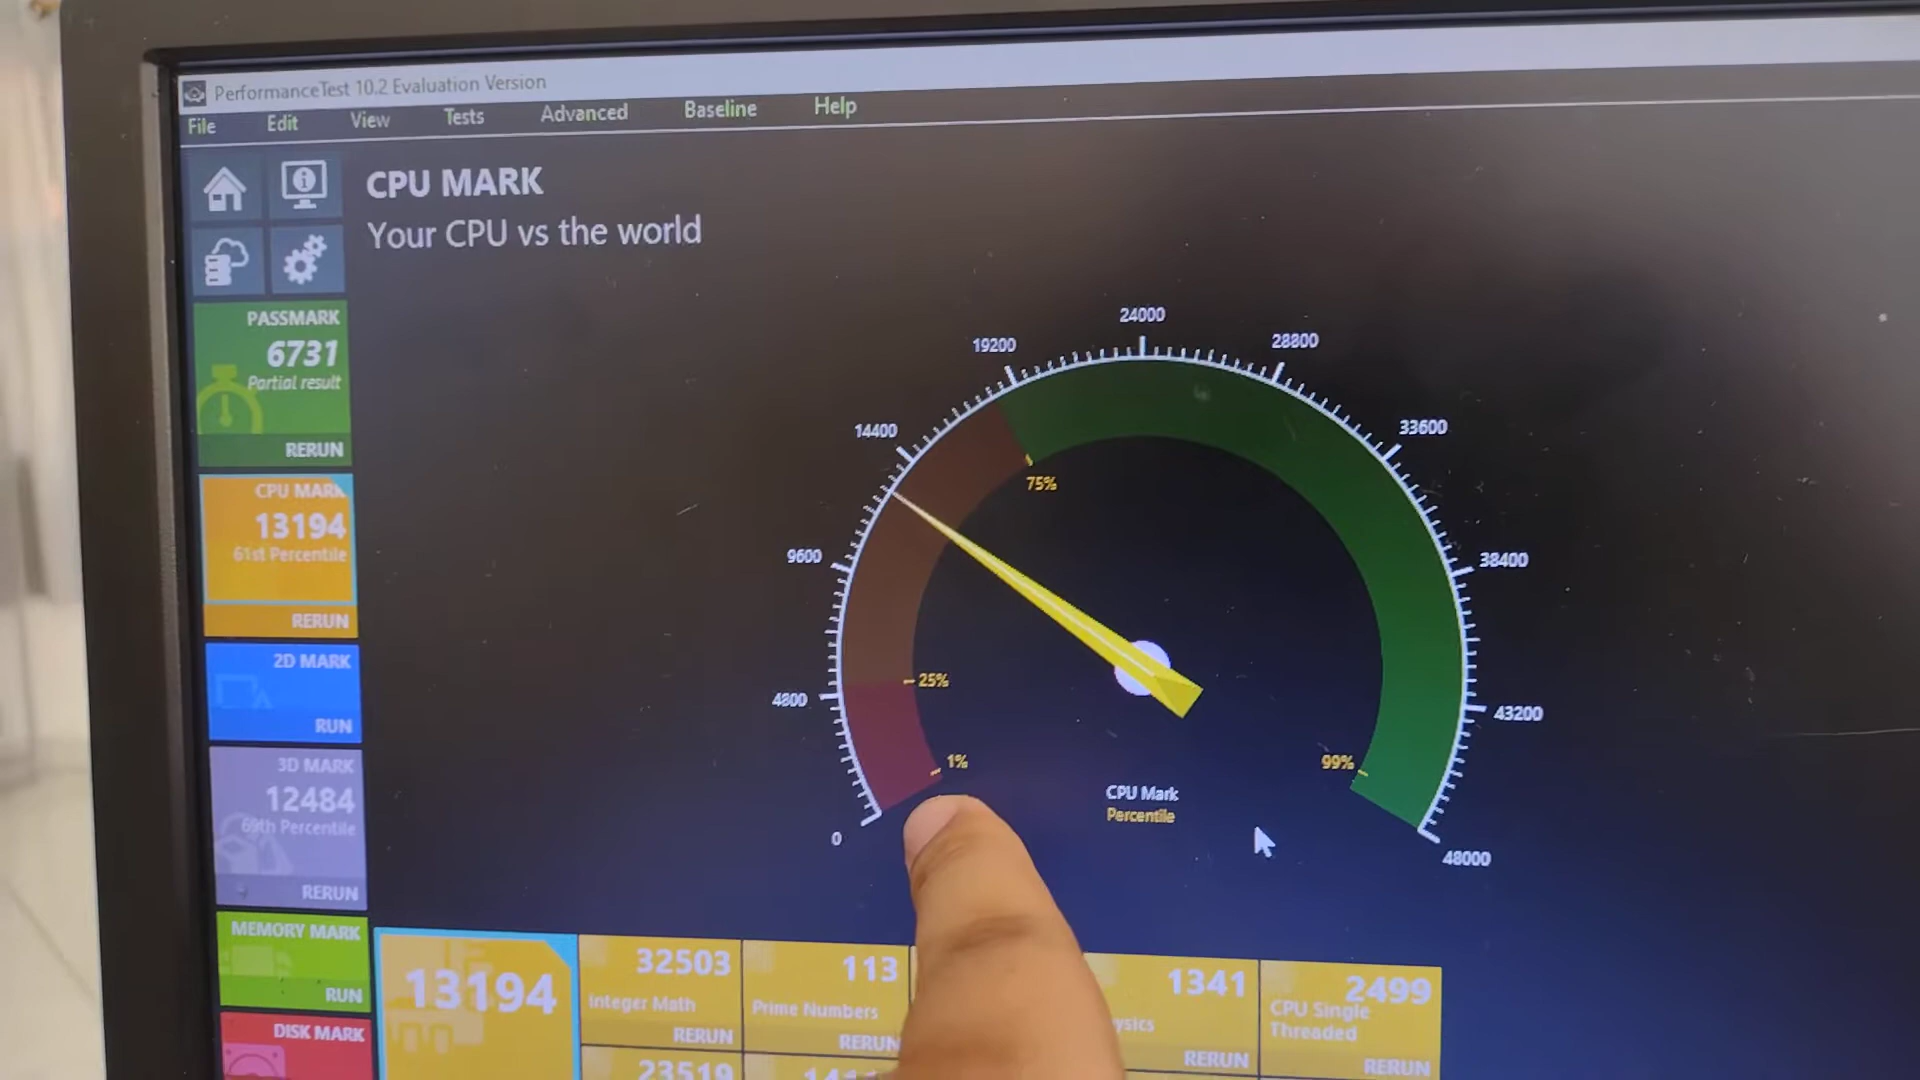 PerformanceTest 10.2 Evaluation Version
File Edit View Tests Advanced Baseline Help
CPU MARK
Your CPU vs the world
PASSMARK
6731
Partial result
RERUN
CPU MARK
13194
61st Percentile
RERUN
2D MARK
RUN
3D MARK
12484
69th Percentile
RERUN
MEMORY MARK
RUN
DISK MARK
0
4800
9600
14400
19200
24000
28800
33600
38400
43200
48000
1%
25%
75%
99%
CPU Mark
Percentile
13194
32503
Integer Math
RERUN
113
Prime Numbers
RERUN
1341
ysics
RERUN
2499
CPU Single
Threaded
RERUN
23519